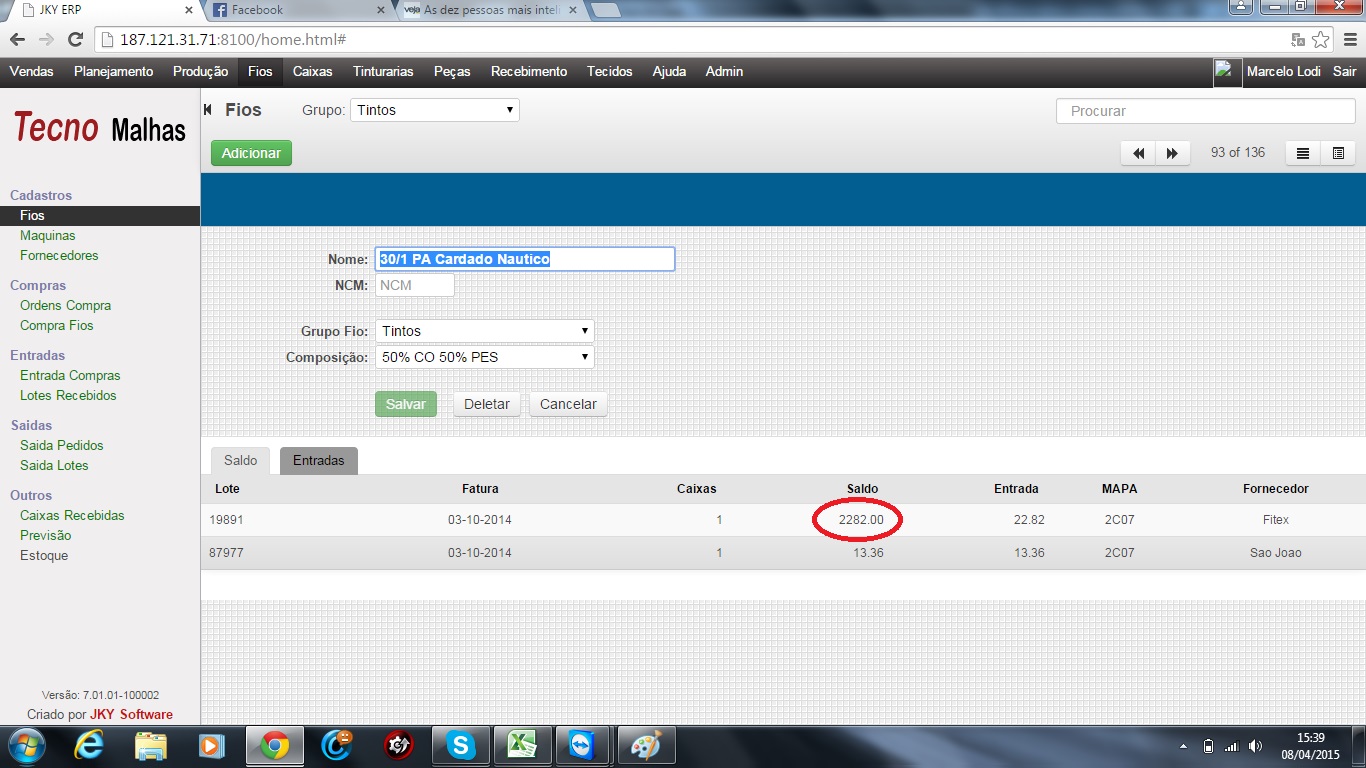 JKY ERP
Facebook
veja As dez pessoas mais intel
187.121.31.71:8100/home.html#
Vendas Planejamento Produção Fios Caixas Tinturarias Peças Recebimento Tecidos Ajuda Admin Marcelo Lodi Sair
Tecno Malhas
Fios Grupo: Tintos Procurar
Adicionar 93 of 136
Cadastros
Fios
Maquinas
Fornecedores
Compras
Ordens Compra
Compra Fios
Entradas
Entrada Compras
Lotes Recebidos
Saidas
Saida Pedidos
Saida Lotes
Outros
Caixas Recebidas
Previsão
Estoque
Versão: 7.01.01-100002
Criado por JKY Software
Nome: 30/1 PA Cardado Nautico
NCM: NCM
Grupo Fio: Tintos
Composição: 50% CO 50% PES
Salvar Deletar Cancelar
Saldo Entradas
Lote Fatura Caixas Saldo Entrada MAPA Fornecedor
19891 03-10-2014 1 2282.00 22.82 2C07 Fitex
87977 03-10-2014 1 13.36 13.36 2C07 Sao Joao
15:39
08/04/2015